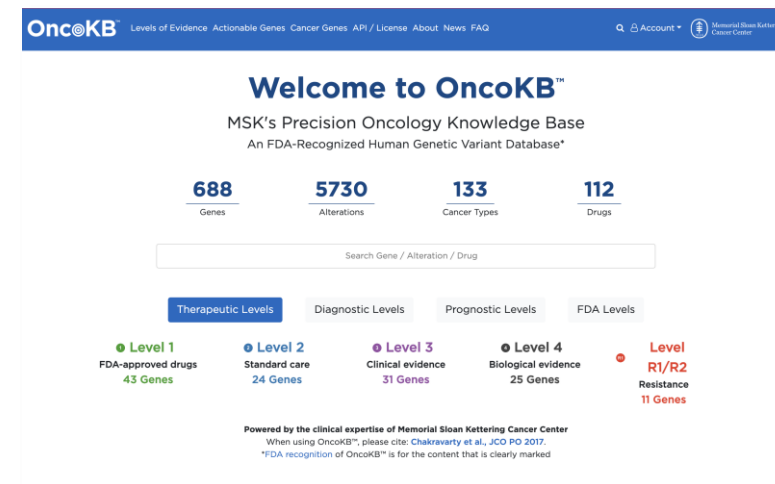 OncoKB™ Levels of Evidence Actionable Genes Cancer Genes API / License About News FAQ Account Memorial Sloan Kettering
Cancer Center
Welcome to OncoKB™
MSK's Precision Oncology Knowledge Base
An FDA-Recognized Human Genetic Variant Database*
688 5730 133 112
Genes Alterations Cancer Types Drugs
Search Gene / Alteration / Drug
Therapeutic Levels Diagnostic Levels Prognostic Levels FDA Levels
1 Level 1
FDA-approved drugs
43 Genes
2 Level 2
Standard care
24 Genes
3 Level 3
Clinical evidence
31 Genes
4 Level 4
Biological evidence
25 Genes
Level
R1/R2
Resistance
11 Genes
Powered by the clinical expertise of Memorial Sloan Kettering Cancer Center
When using OncoKB™, please cite: Chakravarty et al., JCO PO 2017.
*FDA recognition of OncoKB™ is for the content that is clearly marked